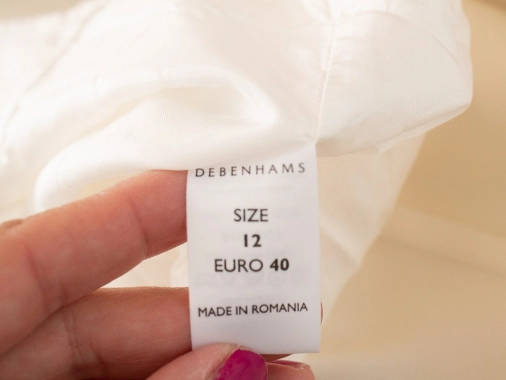 DEBENHAMS
SIZE
12
EURO 40
MADE IN ROMANIA